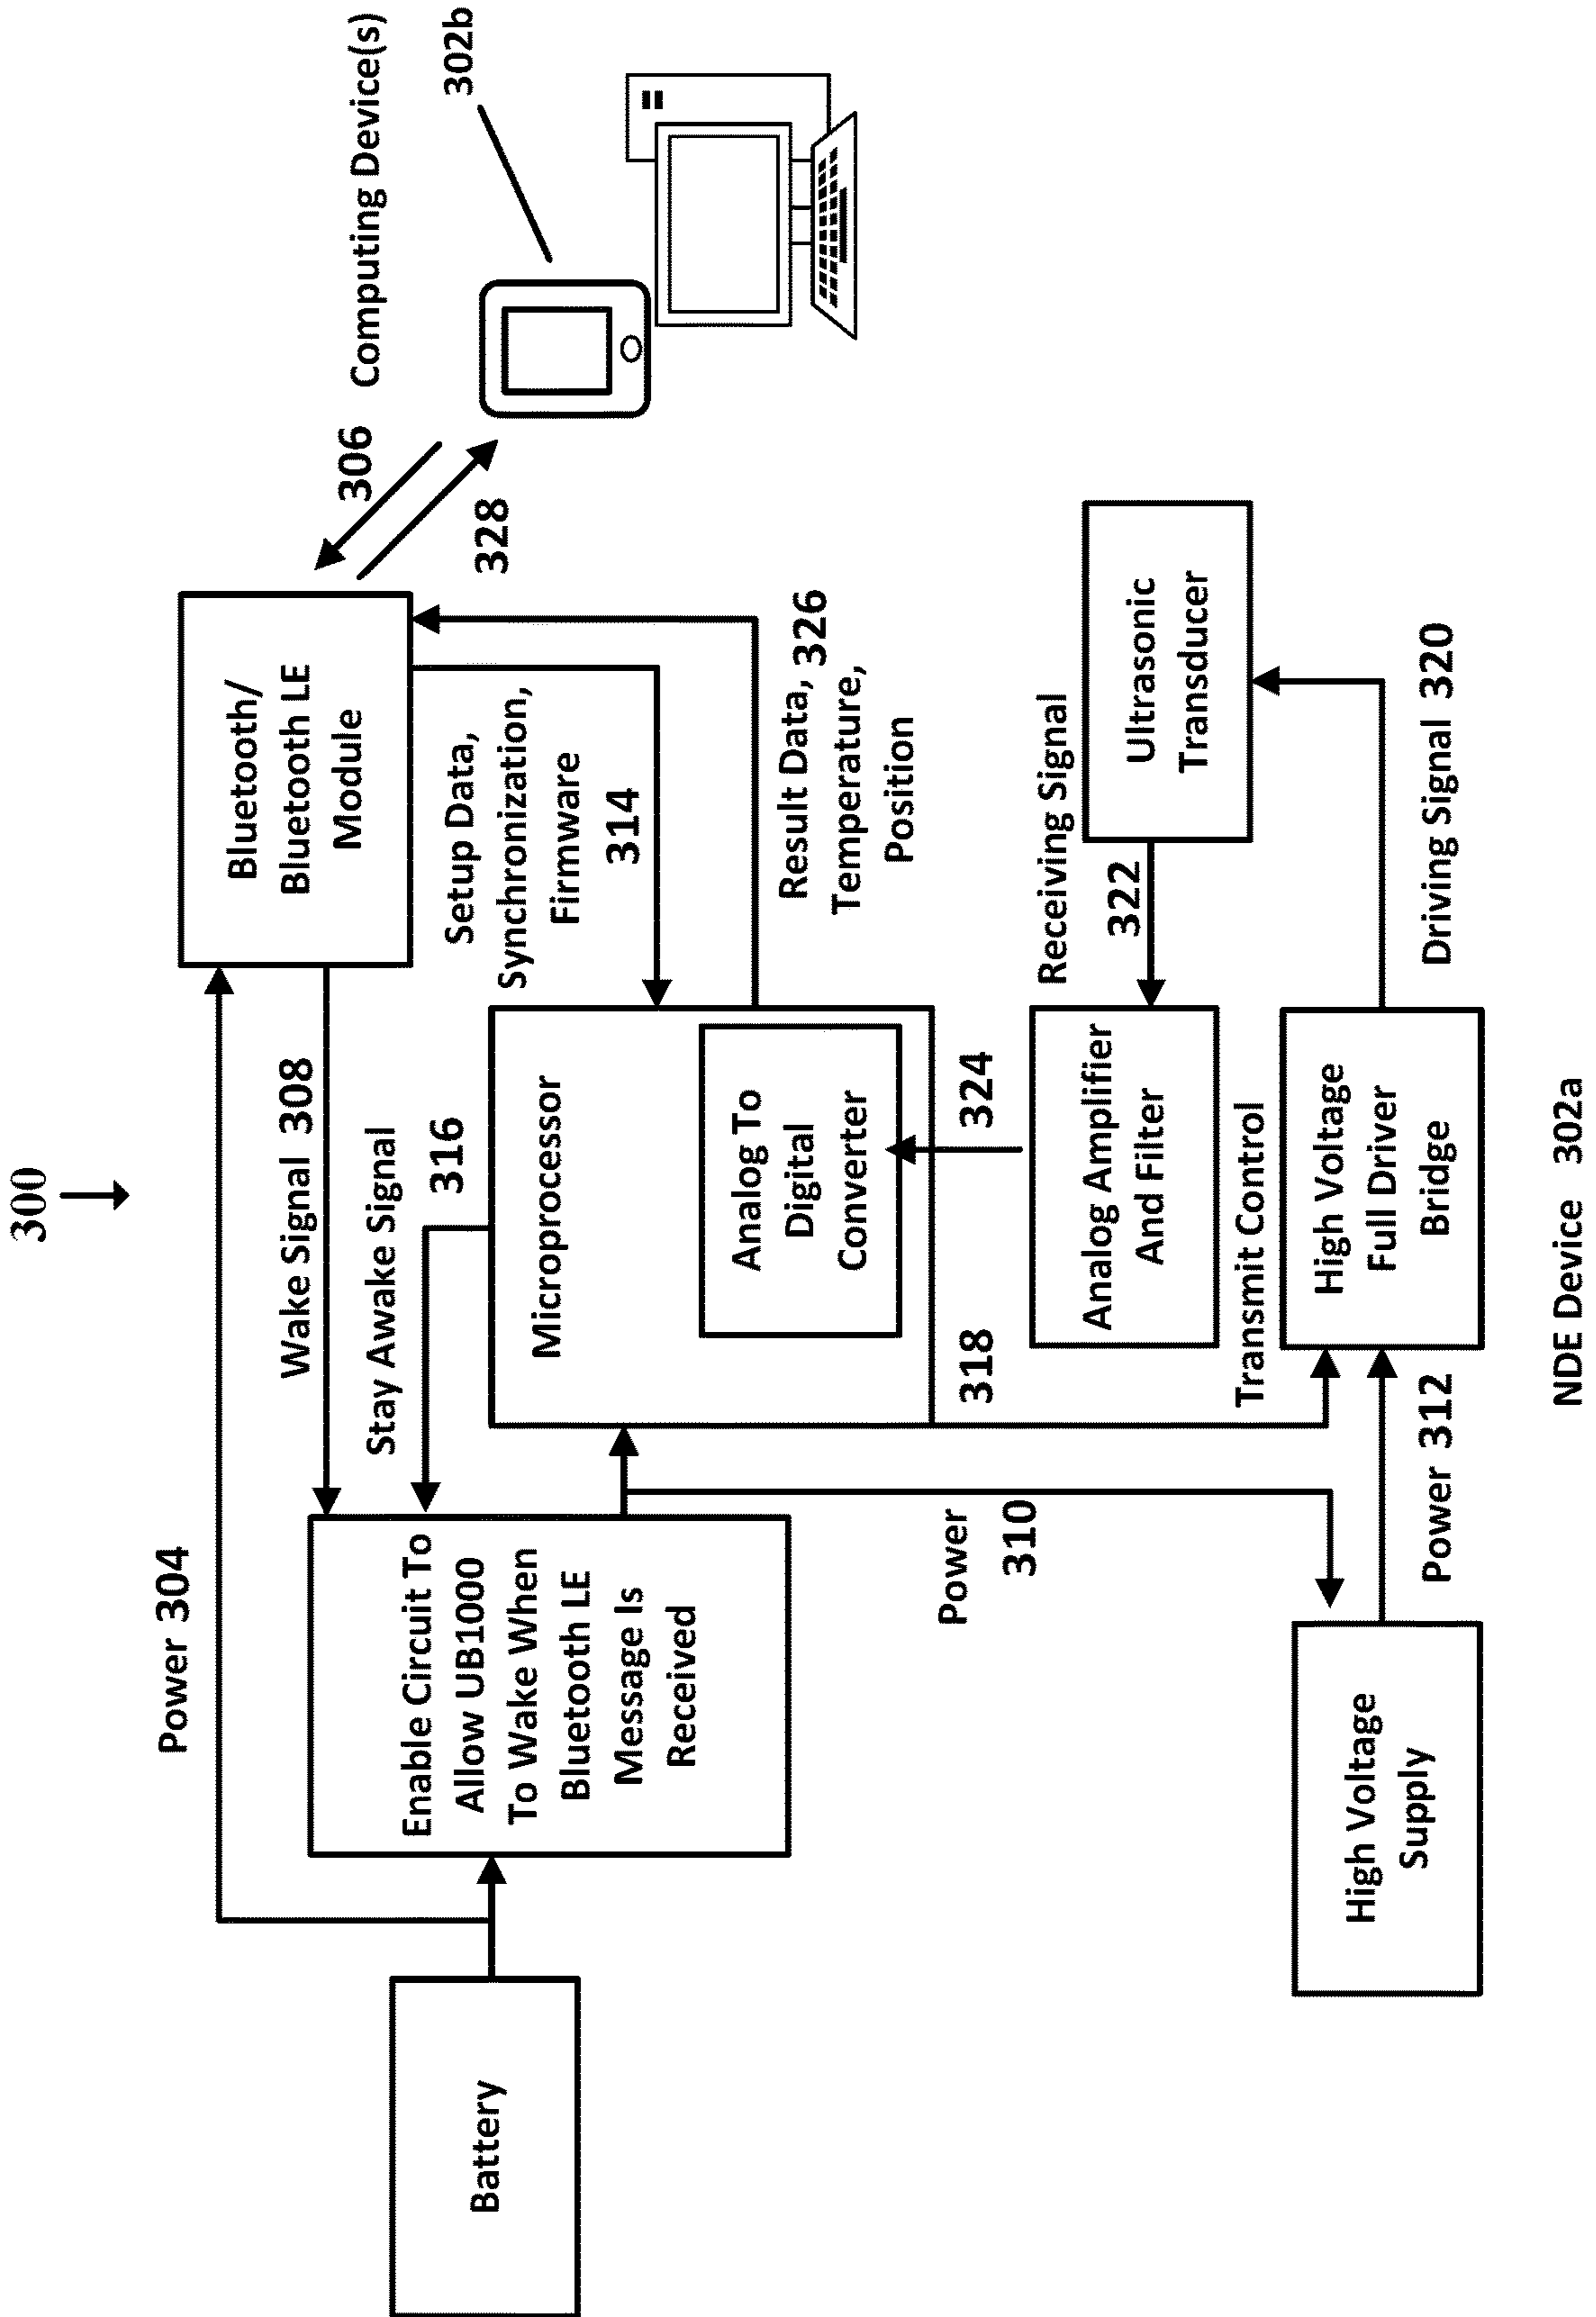 300
Power 304
Wake Signal 308
Stay Awake Signal
316
Bluetooth/
Bluetooth LE
Module
306
328
Computing Device(s)
302b
Battery
Enable Circuit To
Allow UB1000
To Wake When
Bluetooth LE
Message Is
Received
Microprocessor
Analog To
Digital
Converter
Setup Data,
Synchronization,
Firmware
314
Result Data, 326
Temperature,
Position
Power
310
318
324
Receiving Signal
322
Analog Amplifier
And Filter
Ultrasonic
Transducer
Transmit Control
High Voltage
Supply
Power 312
High Voltage
Full Driver
Bridge
Driving Signal 320
NDE Device 302a